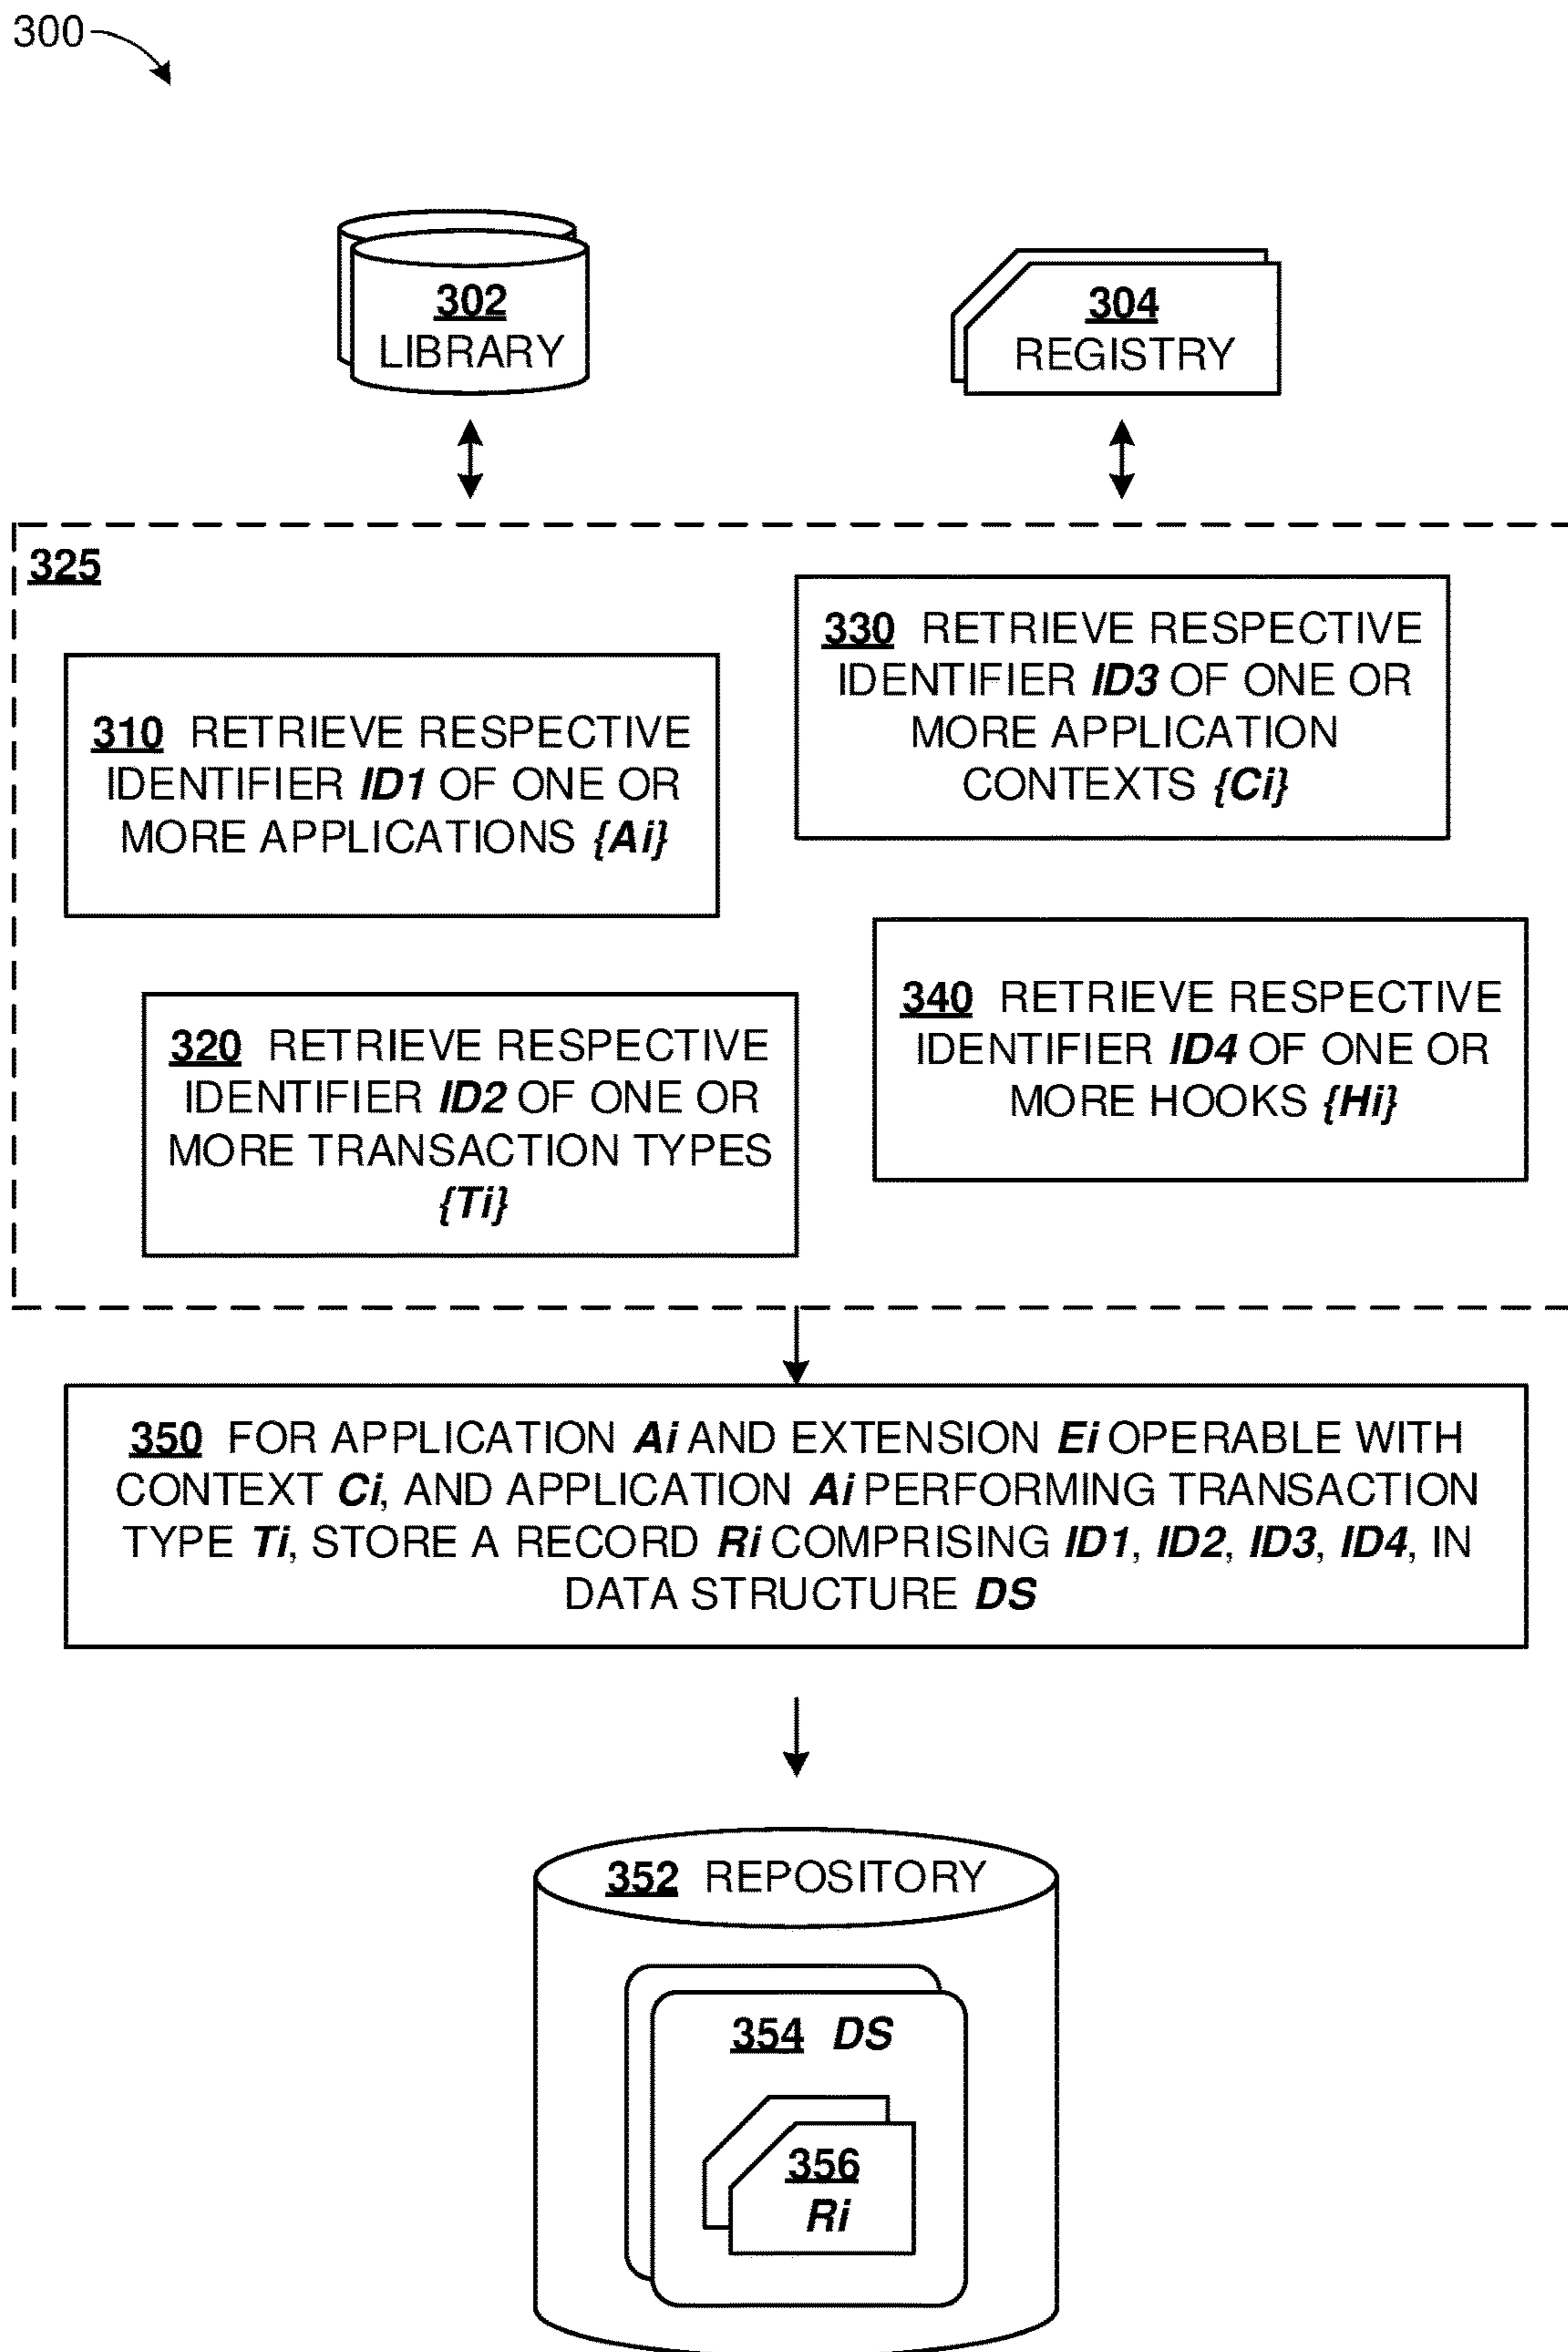 300
302
LIBRARY
304
REGISTRY
325
310 RETRIEVE RESPECTIVE
IDENTIFIER ID1 OF ONE OR
MORE APPLICATIONS {Ai}
330 RETRIEVE RESPECTIVE
IDENTIFIER ID3 OF ONE OR
MORE APPLICATION
CONTEXTS {Ci}
320 RETRIEVE RESPECTIVE
IDENTIFIER ID2 OF ONE OR
MORE TRANSACTION TYPES
{Ti}
340 RETRIEVE RESPECTIVE
IDENTIFIER ID4 OF ONE OR
MORE HOOKS {Hi}
350 FOR APPLICATION Ai AND EXTENSION Ei OPERABLE WITH
CONTEXT Ci, AND APPLICATION Ai PERFORMING TRANSACTION
TYPE Ti, STORE A RECORD Ri COMPRISING ID1, ID2, ID3, ID4, IN
DATA STRUCTURE DS
352 REPOSITORY
354 DS
356
Ri